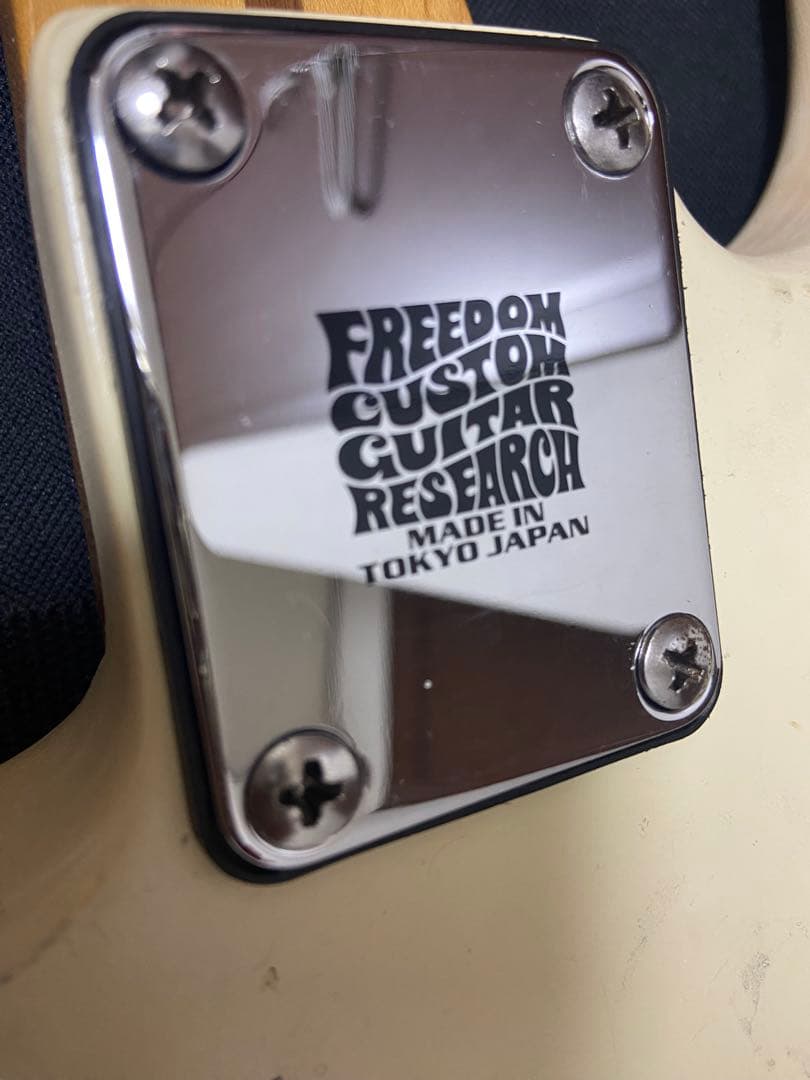 FREEDOM
CUSTOM
GUITAR
RESEARCH
MADE IN
TOKYO JAPAN